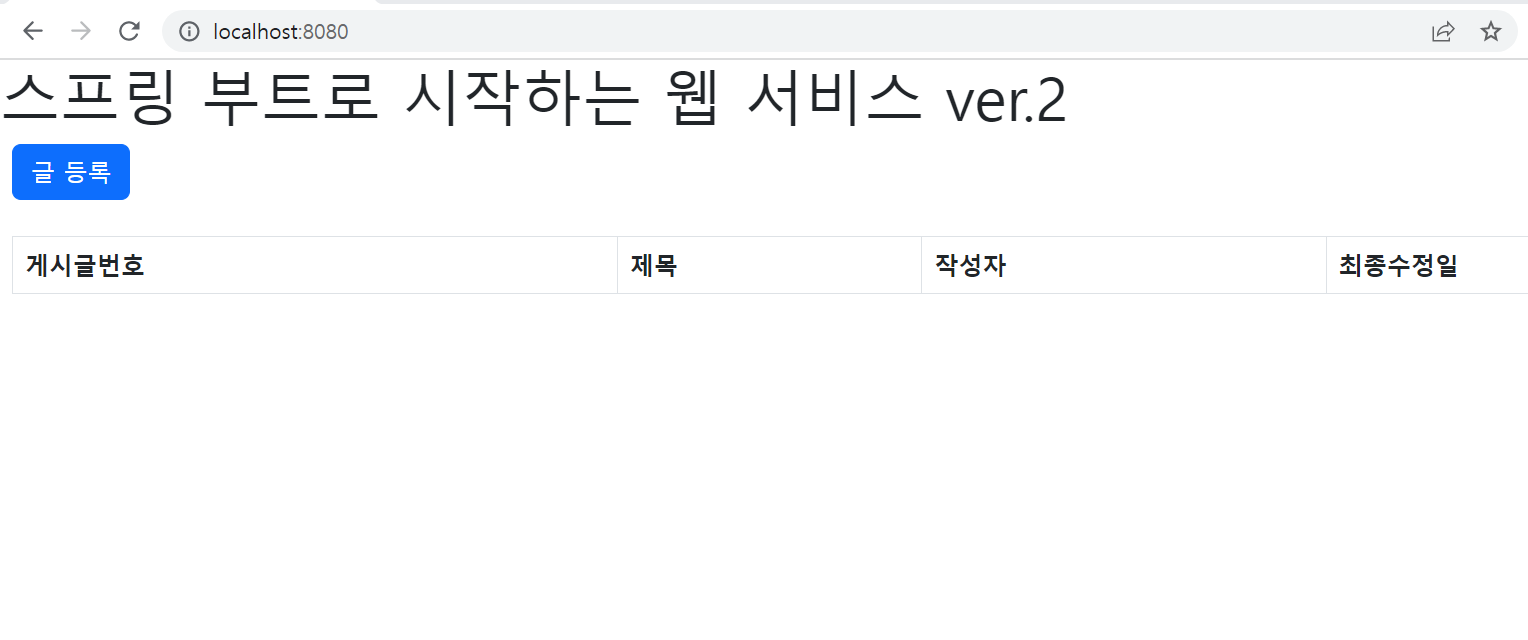 localhost:8080
스프링 부트로 시작하는 웹 서비스 ver.2
글 등록
게시글번호 제목 작성자 최종수정일